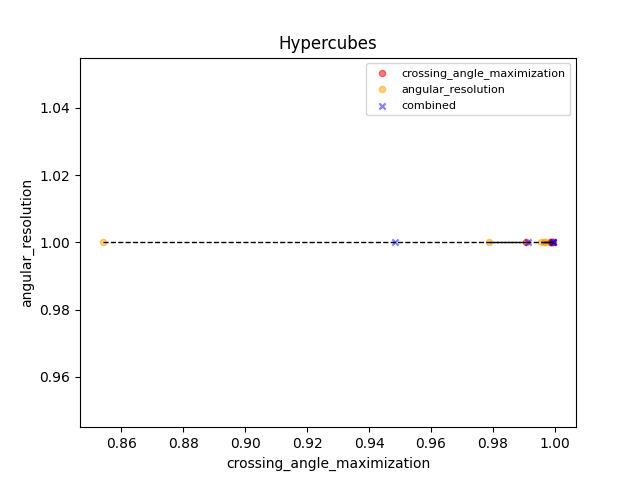 Hypercubes
crossing_angle_maximization
angular_resolution
combined
1.04
1.02
1.00
0.98
0.96
angular_resolution
0.86
0.88
0.90
0.92
0.94
0.96
0.98
1.00
crossing_angle_maximization